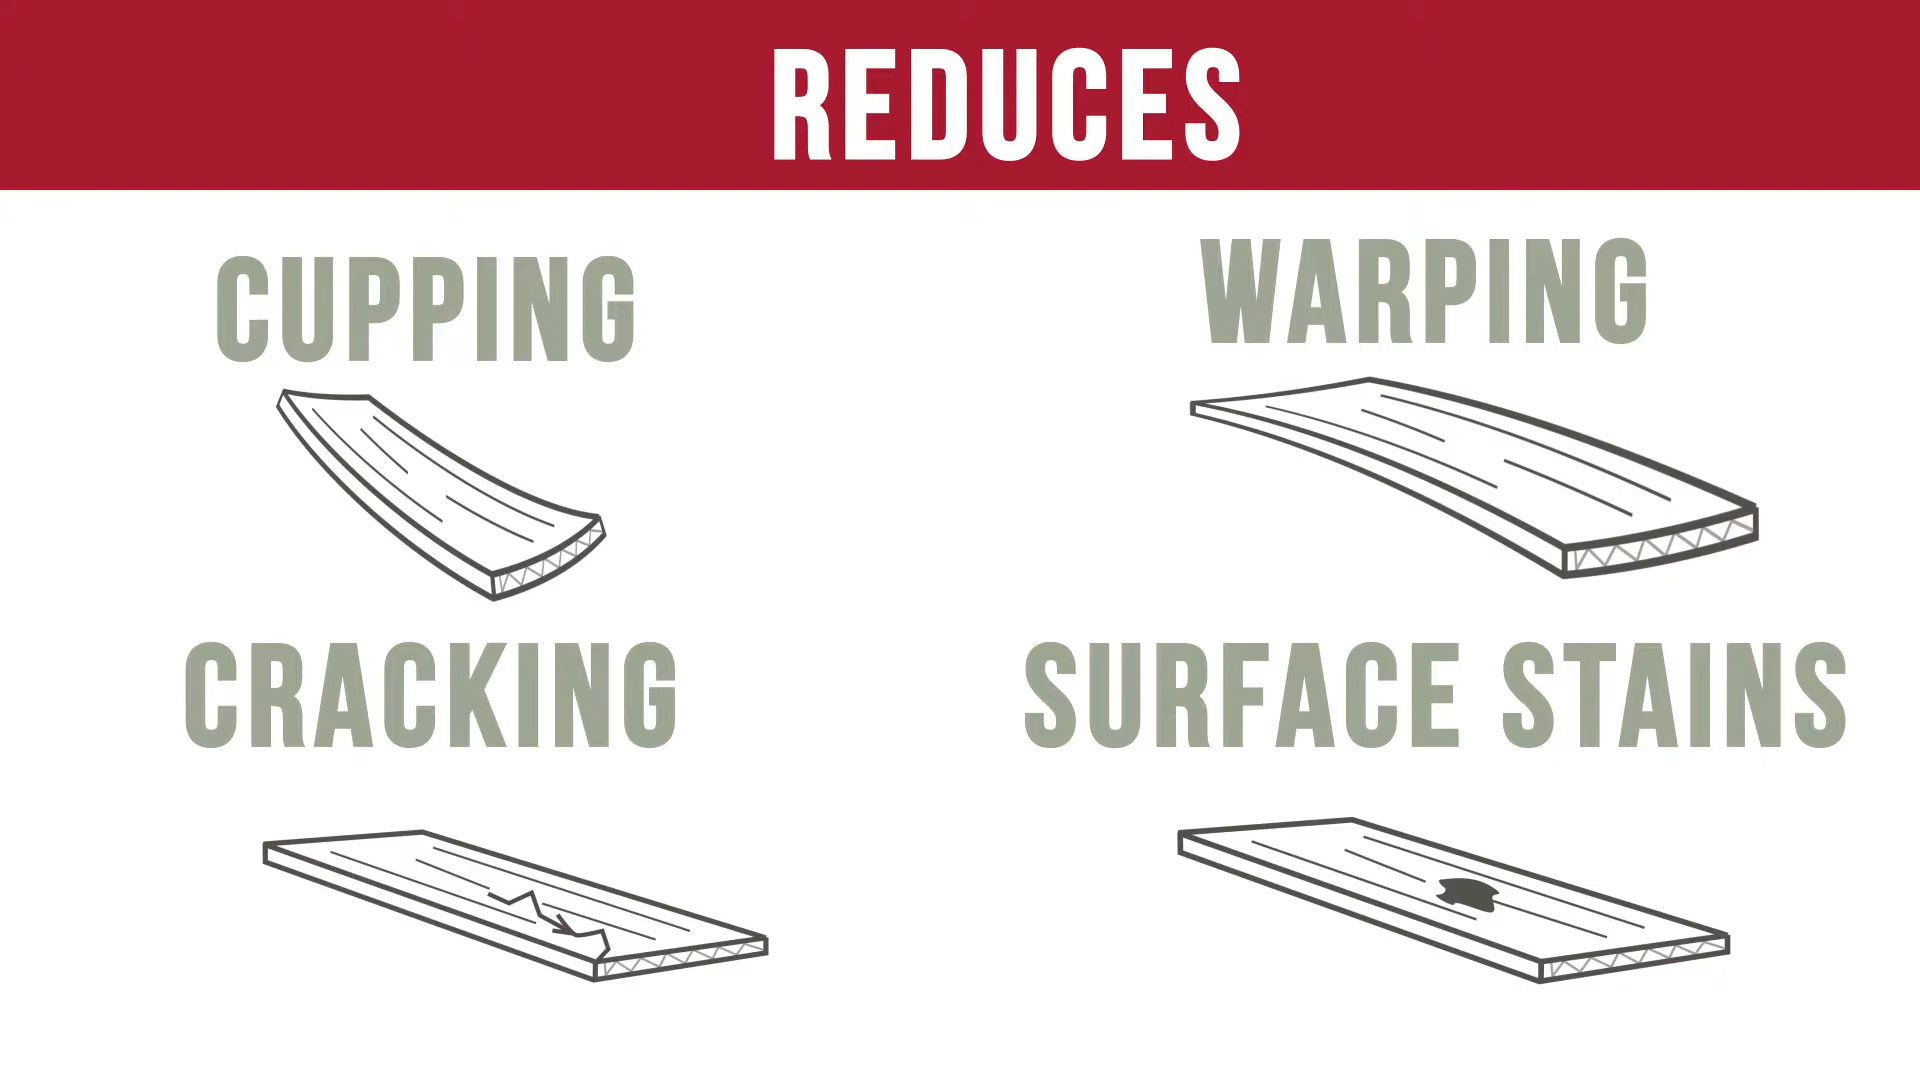 REDUCES
CUPPING
WARPING
CRACKING
SURFACE STAINS